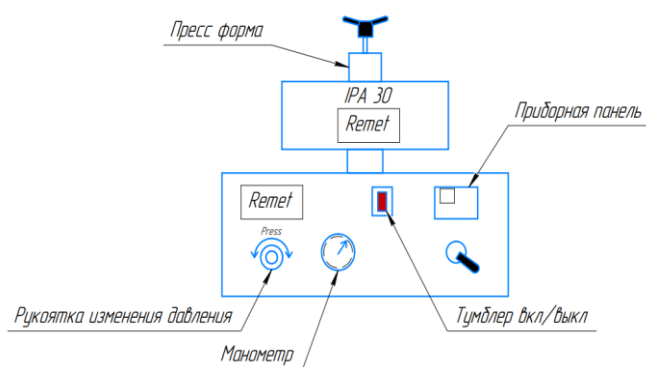 Пресс форма
IPA 30
Remet
Приборная панель
Remet
Press
Рукоятка изменения давления
Тумблер вкл/выкл
Манометр